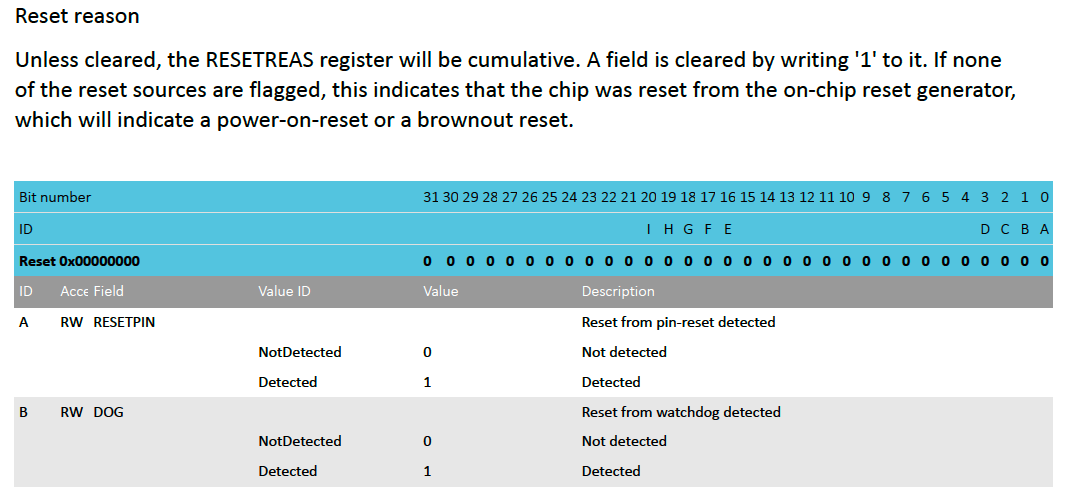 Reset reason
Unless cleared, the RESETREAS register will be cumulative. A field is cleared by writing '1' to it. If none
of the reset sources are flagged, this indicates that the chip was reset from the on-chip reset generator,
which will indicate a power-on-reset or a brownout reset.
Bit number 31 30 29 28 27 26 25 24 23 22 21 20 19 18 17 16 15 14 13 12 11 10 9 8 7 6 5 4 3 2 1 0
ID I H G F E D C B A
Reset 0x00000000 0 0 0 0 0 0 0 0 0 0 0 0 0 0 0 0 0 0 0 0 0 0 0 0 0 0 0 0 0 0 0 0
ID Acce Field Value ID Value Description
A RW RESETPIN Reset from pin-reset detected
NotDetected 0 Not detected
Detected 1 Detected
B RW DOG Reset from watchdog detected
NotDetected 0 Not detected
Detected 1 Detected